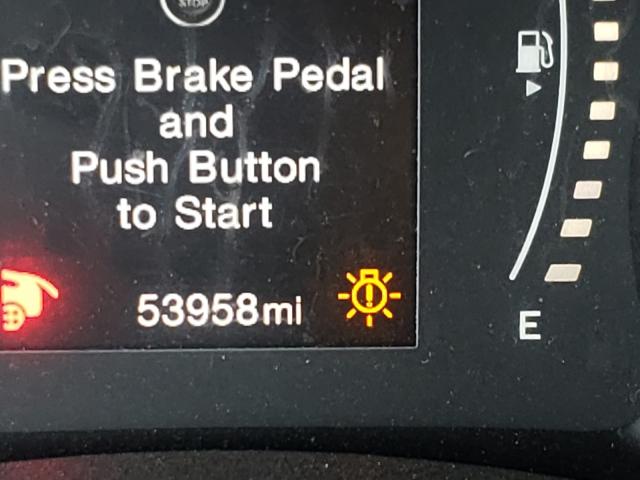 STOP
Press Brake Pedal
and
Push Button
to Start
53958mi
E